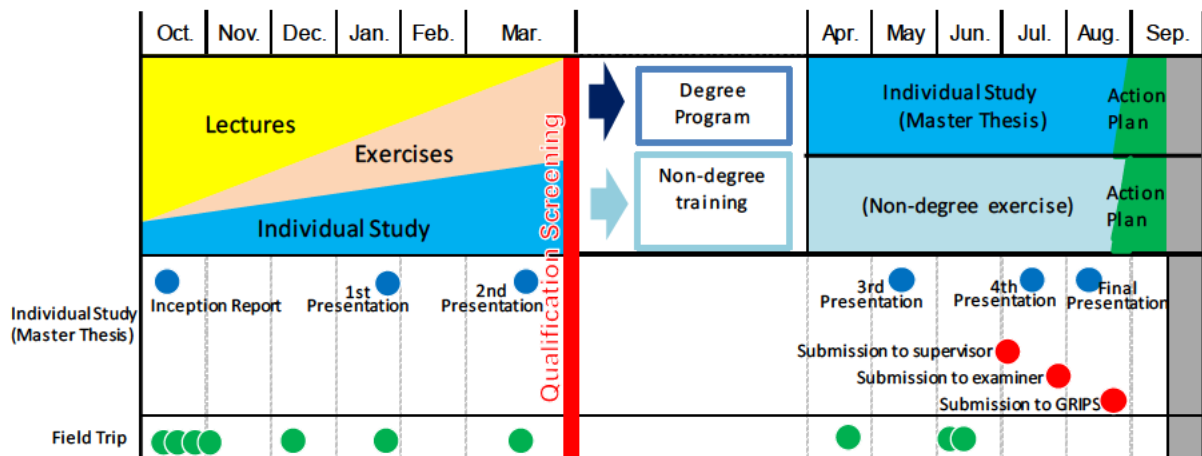 Oct. Nov. Dec. Jan. Feb. Mar. Apr. May Jun. Jul. Aug. Sep.
Lectures
Exercises
Individual Study
Qualification Screening
Degree
Program
Non-degree
training
Individual Study
(Master Thesis)
Action
Plan
(Non-degree exercise)
Action
Plan
Individual Study
(Master Thesis)
Inception Report
1st
Presentation
2nd
Presentation
3rd
Presentation
4th
Presentation
Final
Presentation
Submission to supervisor
Submission to examiner
Submission to GRIPS
Field Trip